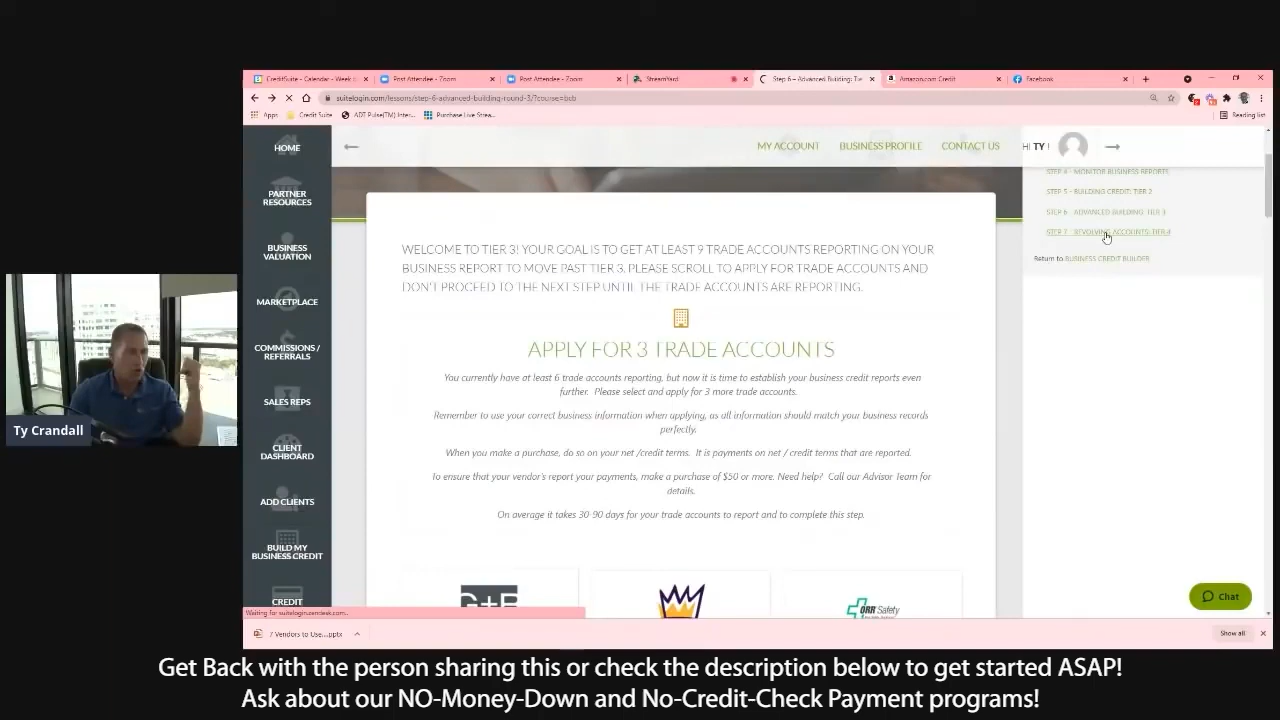 CreditSuite - Calendar - Week
Post Attendee - Zoom
Post Attendee - Zoom
StreamYard
Step 6 – Advanced Building: Tie
Amazon.com Credit
Facebook
suitelogin.com/lessons/step-6-advanced-building-round-3/?course=bcb
Apps
Credit Suite
ADT Pulse(TM) Inter...
Purchase Live Strea...
Reading list
HOME
MY ACCOUNT
BUSINESS PROFILE
CONTACT US
HI TY !
PARTNER
RESOURCES
BUSINESS
VALUATION
MARKETPLACE
COMMISSIONS /
REFERRALS
SALES REPS
CLIENT
DASHBOARD
ADD CLIENTS
BUILD MY
BUSINESS CREDIT
CREDIT
STEP 4 - MONITOR BUSINESS REPORTS
STEP 5 - BUILDING CREDIT: TIER 2
STEP 6 - ADVANCED BUILDING: TIER 3
STEP 7 - REVOLVING ACCOUNTS: TIER 4
Return to BUSINESS CREDIT BUILDER
WELCOME TO TIER 3! YOUR GOAL IS TO GET AT LEAST 9 TRADE ACCOUNTS REPORTING ON YOUR
BUSINESS REPORT TO MOVE PAST TIER 3. PLEASE SCROLL TO APPLY FOR TRADE ACCOUNTS AND
DON'T PROCEED TO THE NEXT STEP UNTIL THE TRADE ACCOUNTS ARE REPORTING.
APPLY FOR 3 TRADE ACCOUNTS
You currently have at least 6 trade accounts reporting, but now it is time to establish your business credit reports even
further. Please select and apply for 3 more trade accounts.
Remember to use your correct business information when applying, as all information should match your business records
perfectly.
When you make a purchase, do so on your net /credit terms. It is payments on net / credit terms that are reported.
To ensure that your vendor's report your payments, make a purchase of $50 or more. Need help? Call our Advisor Team for
details.
On average it takes 30-90 days for your trade accounts to report and to complete this step.
ORR Safety
Chat
Waiting for suitelogin.zendesk.com...
7 Vendors to Use....pptx
Show all
Ty Crandall
Get Back with the person sharing this or check the description below to get started ASAP!
Ask about our NO-Money-Down and No-Credit-Check Payment programs!